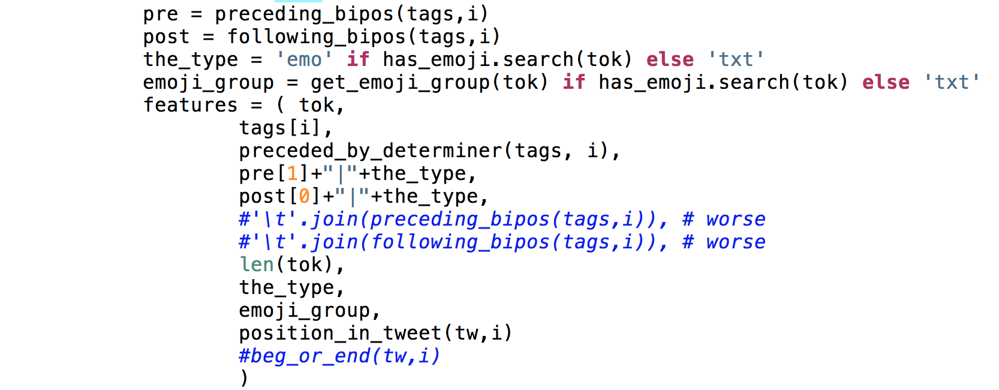 pre = preceding_bipos(tags,i)
post = following_bipos(tags,i)
the_type = 'emo' if has_emoji.search(tok) else 'txt'
emoji_group = get_emoji_group(tok) if has_emoji.search(tok) else 'txt'
features = ( tok,
tags[i],
preceded_by_determiner(tags, i),
pre[1]+"|"+the_type,
post[0]+"|"+the_type,
#'\t'.join(preceding_bipos(tags,i)), # worse
#'\t'.join(following_bipos(tags,i)), # worse
len(tok),
the_type,
emoji_group,
position_in_tweet(tw,i)
#beg_or_end(tw,i)
)